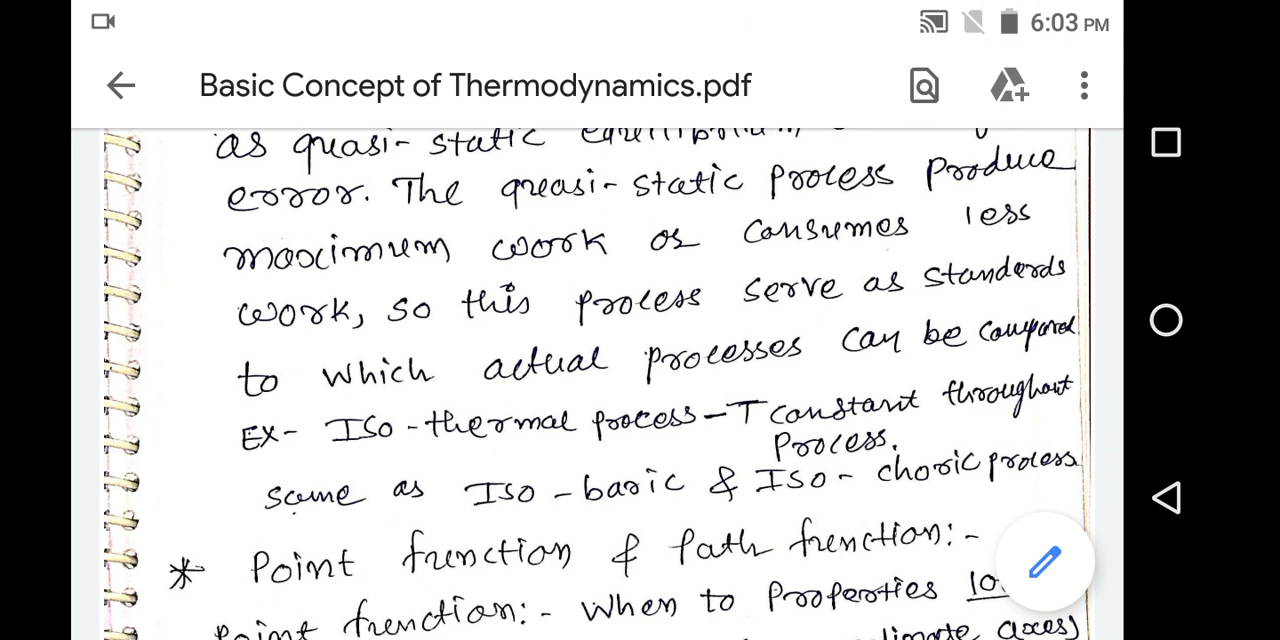 6:03 PM
Basic Concept of Thermodynamics.pdf
as quasi-static equilibrium
error. The quasi-static process produce
maximum work or consumes less
work, so this process serve as standerds
to which actual processes can be compared
EX- Iso-thermal process - T constant throughout
process.
same as Iso-baric & Iso-choric process
* Point function & Path function:-
Point function:- When to properties
axes)